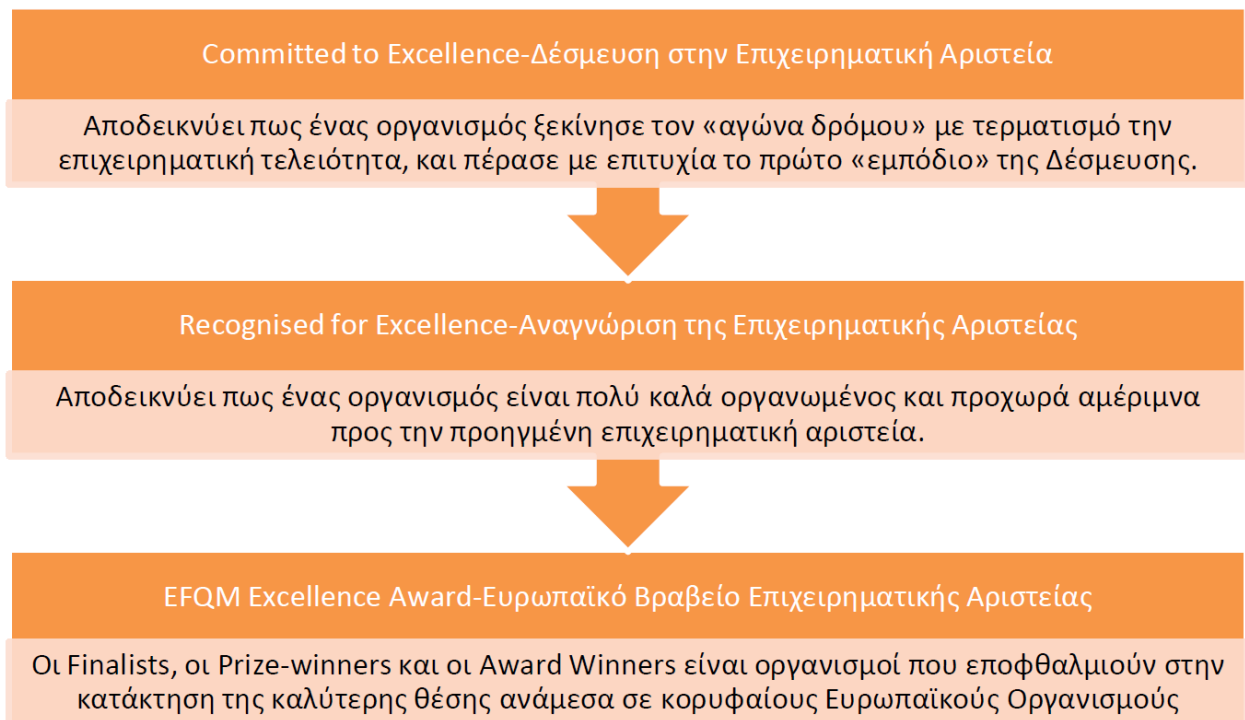 Committed to Excellence-Δέσμευση στην Επιχειρηματική Αριστεία
Αποδεικνύει πως ένας οργανισμός ξεκίνησε τον «αγώνα δρόμου» με τερματισμό την
επιχειρηματική τελειότητα, και πέρασε με επιτυχία το πρώτο «εμπόδιο» της Δέσμευσης.
Recognised for Excellence-Αναγνώριση της Επιχειρηματικής Αριστείας
Αποδεικνύει πως ένας οργανισμός είναι πολύ καλά οργανωμένος και προχωρά αμέριμνα
προς την προηγμένη επιχειρηματική αριστεία.
EFQM Excellence Award-Ευρωπαϊκό Βραβείο Επιχειρηματικής Αριστείας
Οι Finalists, οι Prize-winners και οι Award Winners είναι οργανισμοί που εποφθαλμιούν στην
κατάκτηση της καλύτερης θέσης ανάμεσα σε κορυφαίους Ευρωπαϊκούς Οργανισμούς